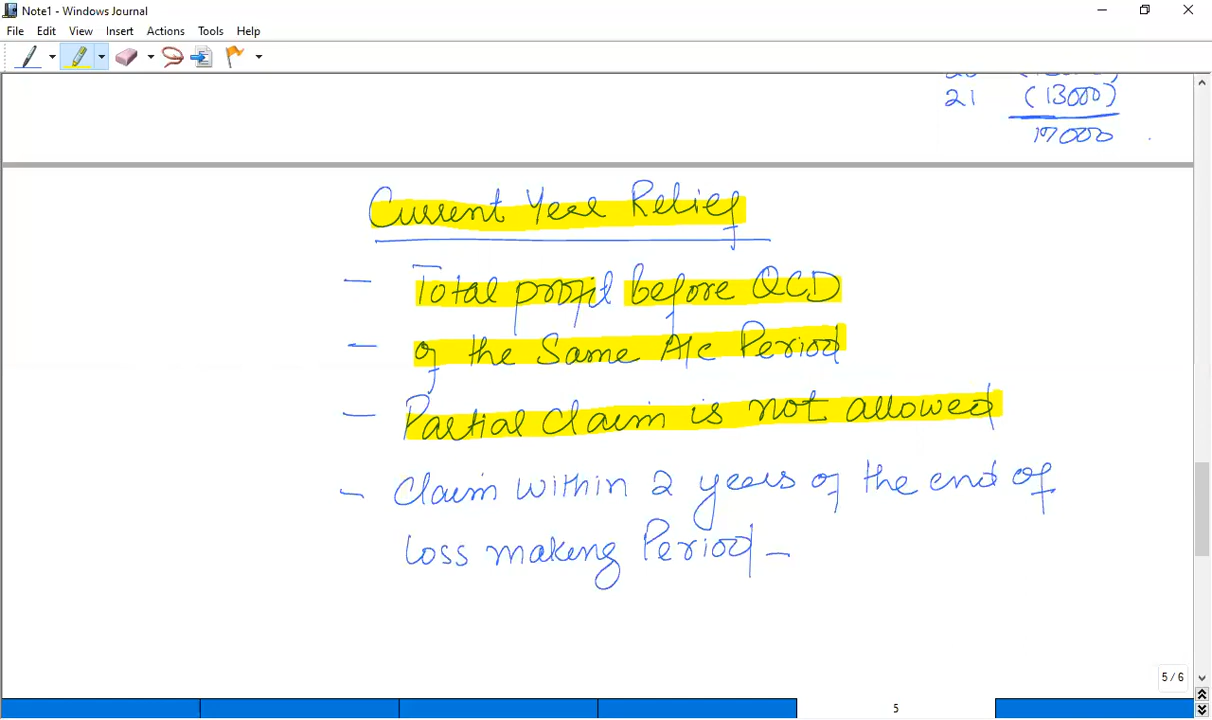 Note1 - Windows Journal
File Edit View Insert Actions Tools Help
21 (13000)
17000
Current Year Relief
- Total profit before QCD
- of the Same A/c Period
- Partial claim is not allowed
- Claim within 2 years of the end of
loss making Period -
5 / 6
5